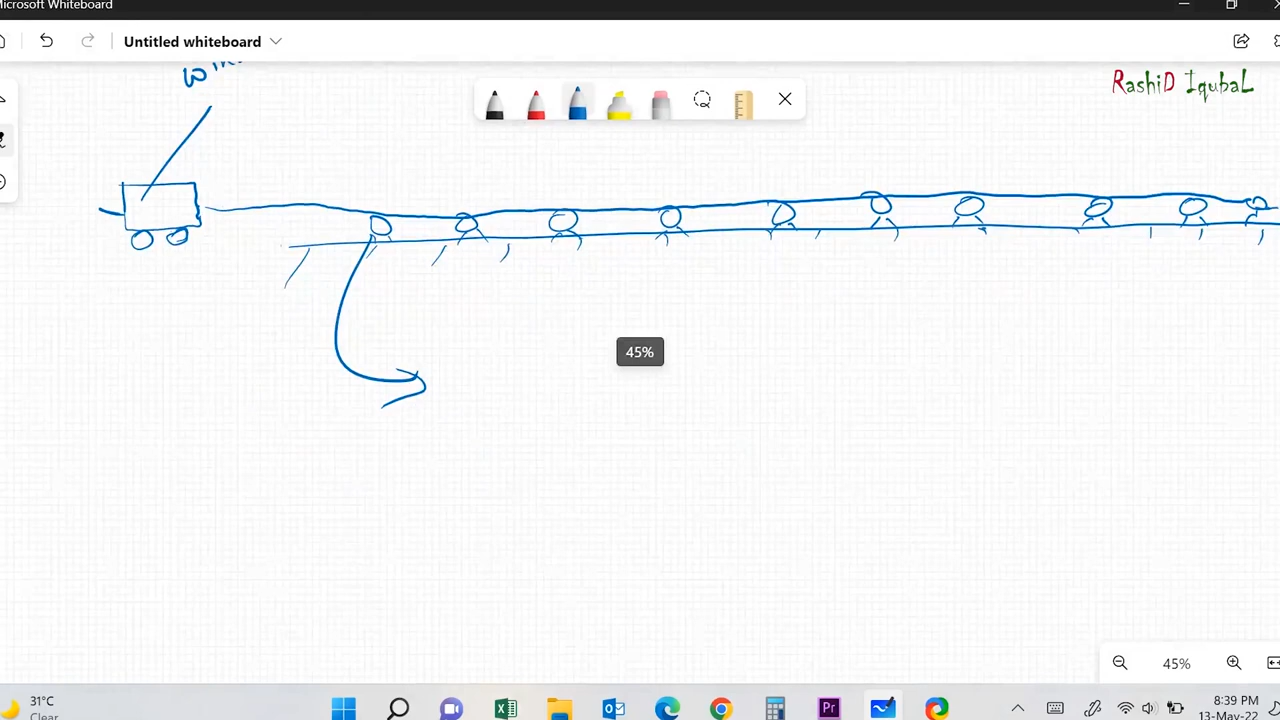 Microsoft Whiteboard
Untitled whiteboard
RashiD IqubaL
45%
45%
31°C
Clear
8:39 PM
13-May-22